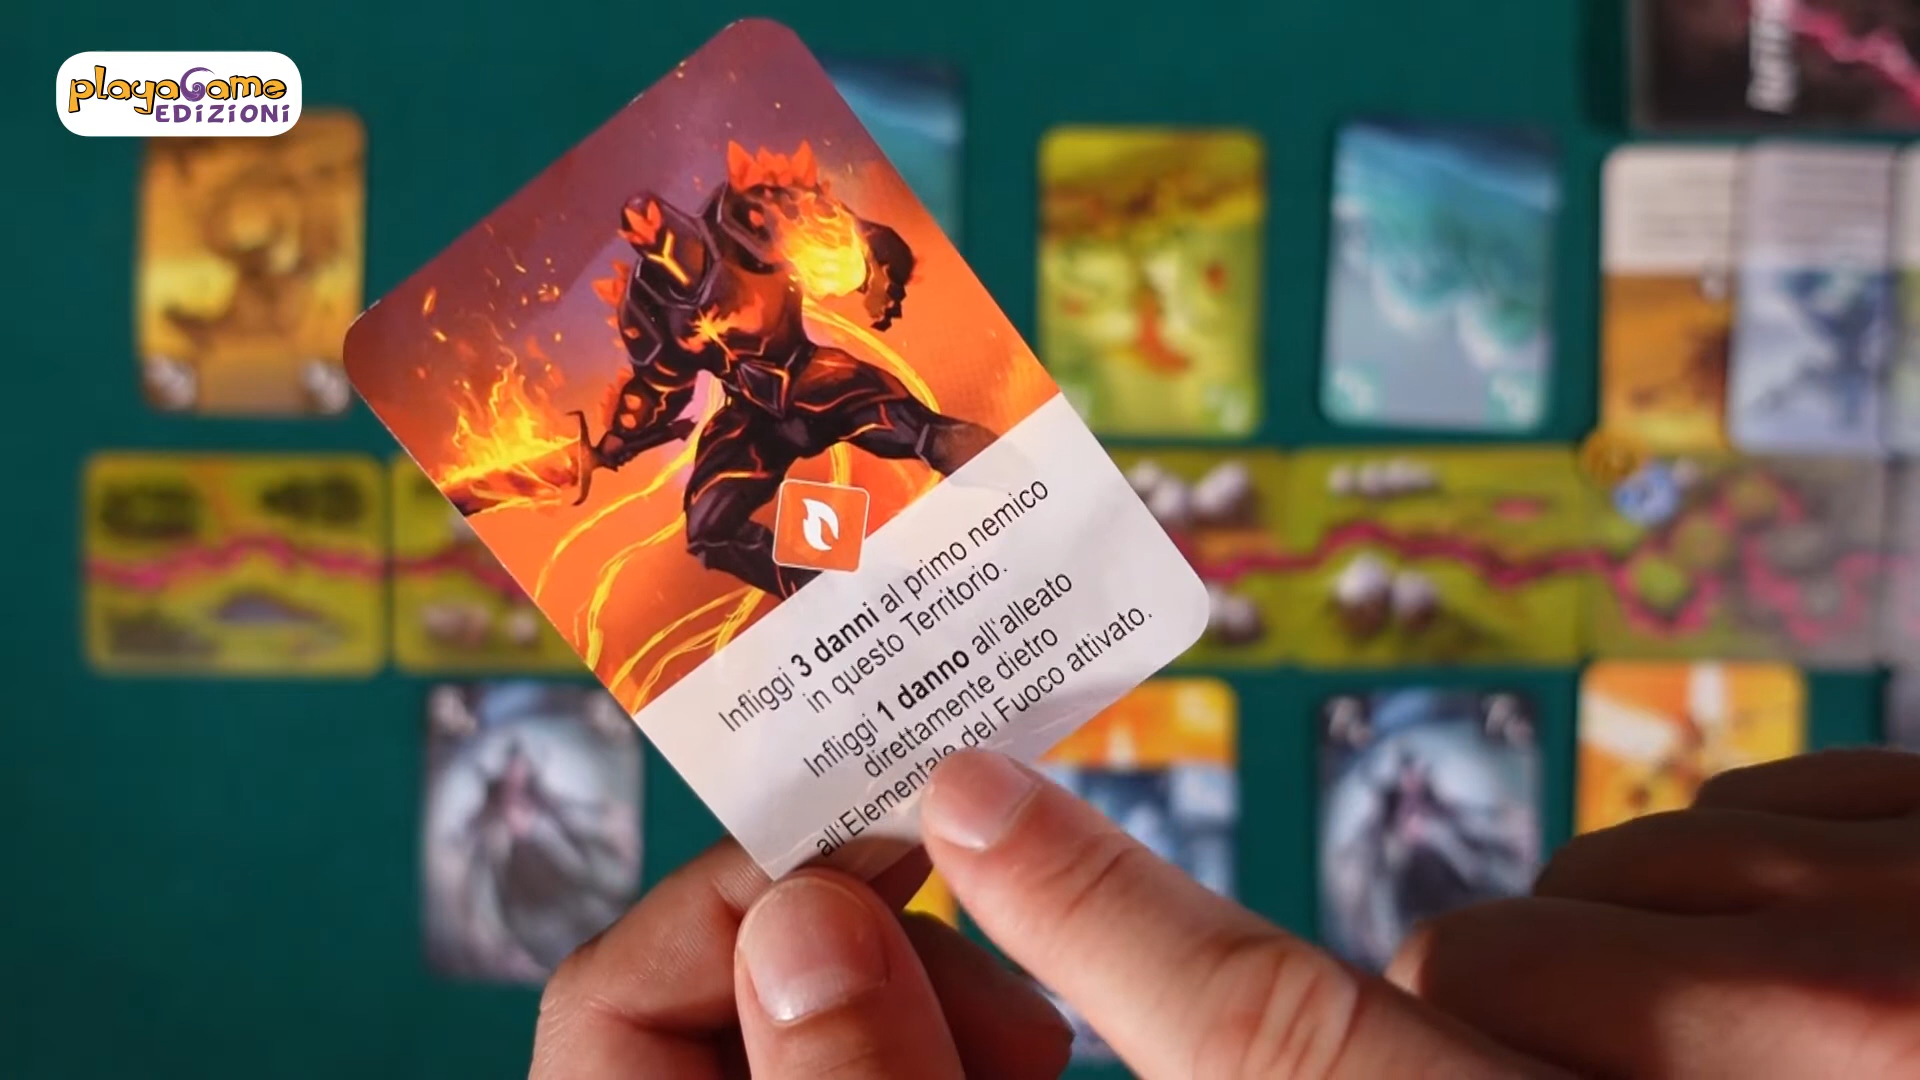 playaGame
EDIZIONI
Infliggi 3 danni al primo nemico
in questo Territorio.
Infliggi 1 danno all'alleato
direttamente dietro
all'Elementale del Fuoco attivato.